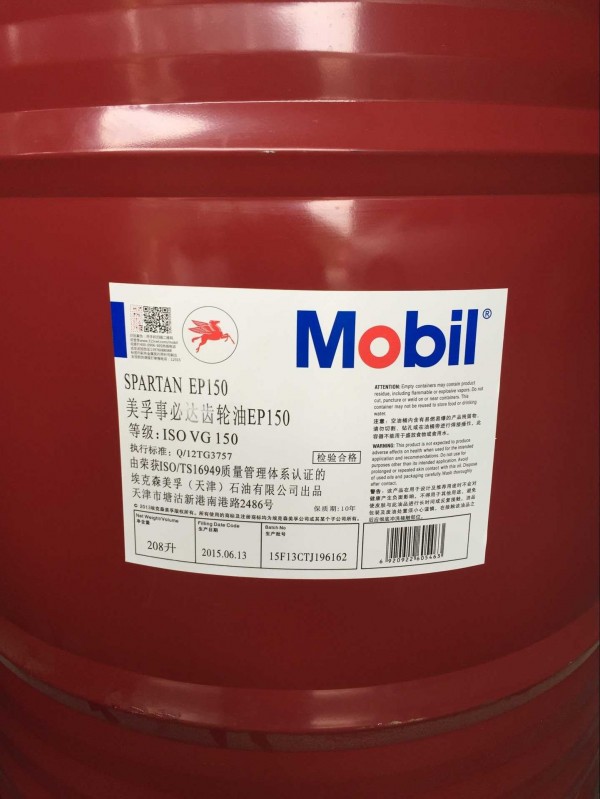 Mobil®
SPARTAN EP150
美孚事必达齿轮油EP150
等级: ISO VG 150
执行标准: Q/12TG3757
检验合格
由荣获ISO/TS16949质量管理体系认证的
埃克森美孚（天津）石油有限公司出品
天津市塘沽新港南港路2486号
保质期:10年
ATTENTION: Empty containers may contain product
residue, including flammable or explosive vapors. Do not
cut, puncture or weld on or near containers. This
container may not be reused to store food or drinking
water.
WARNING: This product is not expected to produce
adverse effects on health when used for the intended
application and recommendations. Do not use for
purposes other than its intended application. Avoid
prolonged or repeated skin contact with oil. Dispose
of used oils and packaging carefully. Wash thoroughly
after contact.
Net Weight/Volume
净含量
208升
Filling Date Code
生产日期
2015.06.13
Batch No
生产批号
15F13CTJ196162
6 920922 605463